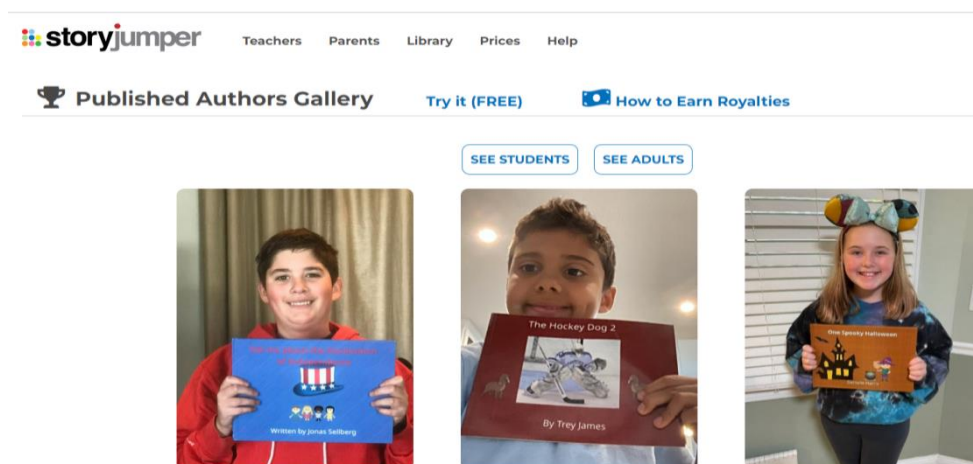 storyjumper
Teachers Parents Library Prices Help
Published Authors Gallery Try it (FREE) How to Earn Royalties
SEE STUDENTS SEE ADULTS
Written by Jonas Sellberg
The Hockey Dog 2
By Trey James
One Spooky Halloween